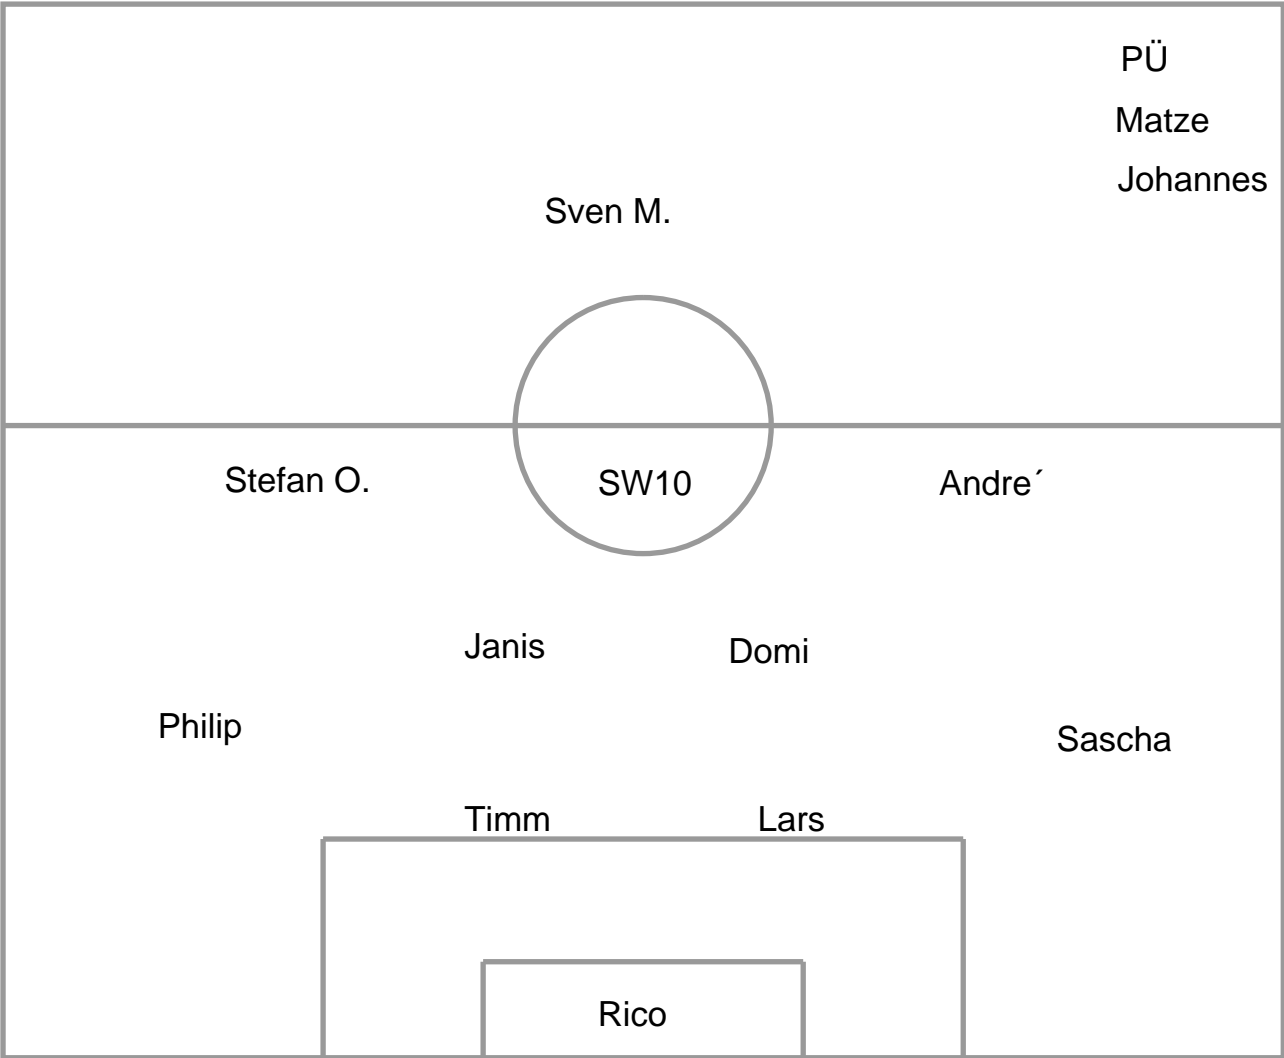 PÜ
Matze
Johannes
Sven M.
Stefan O.
SW10
Andre´
Janis
Domi
Philip
Sascha
Timm
Lars
Rico